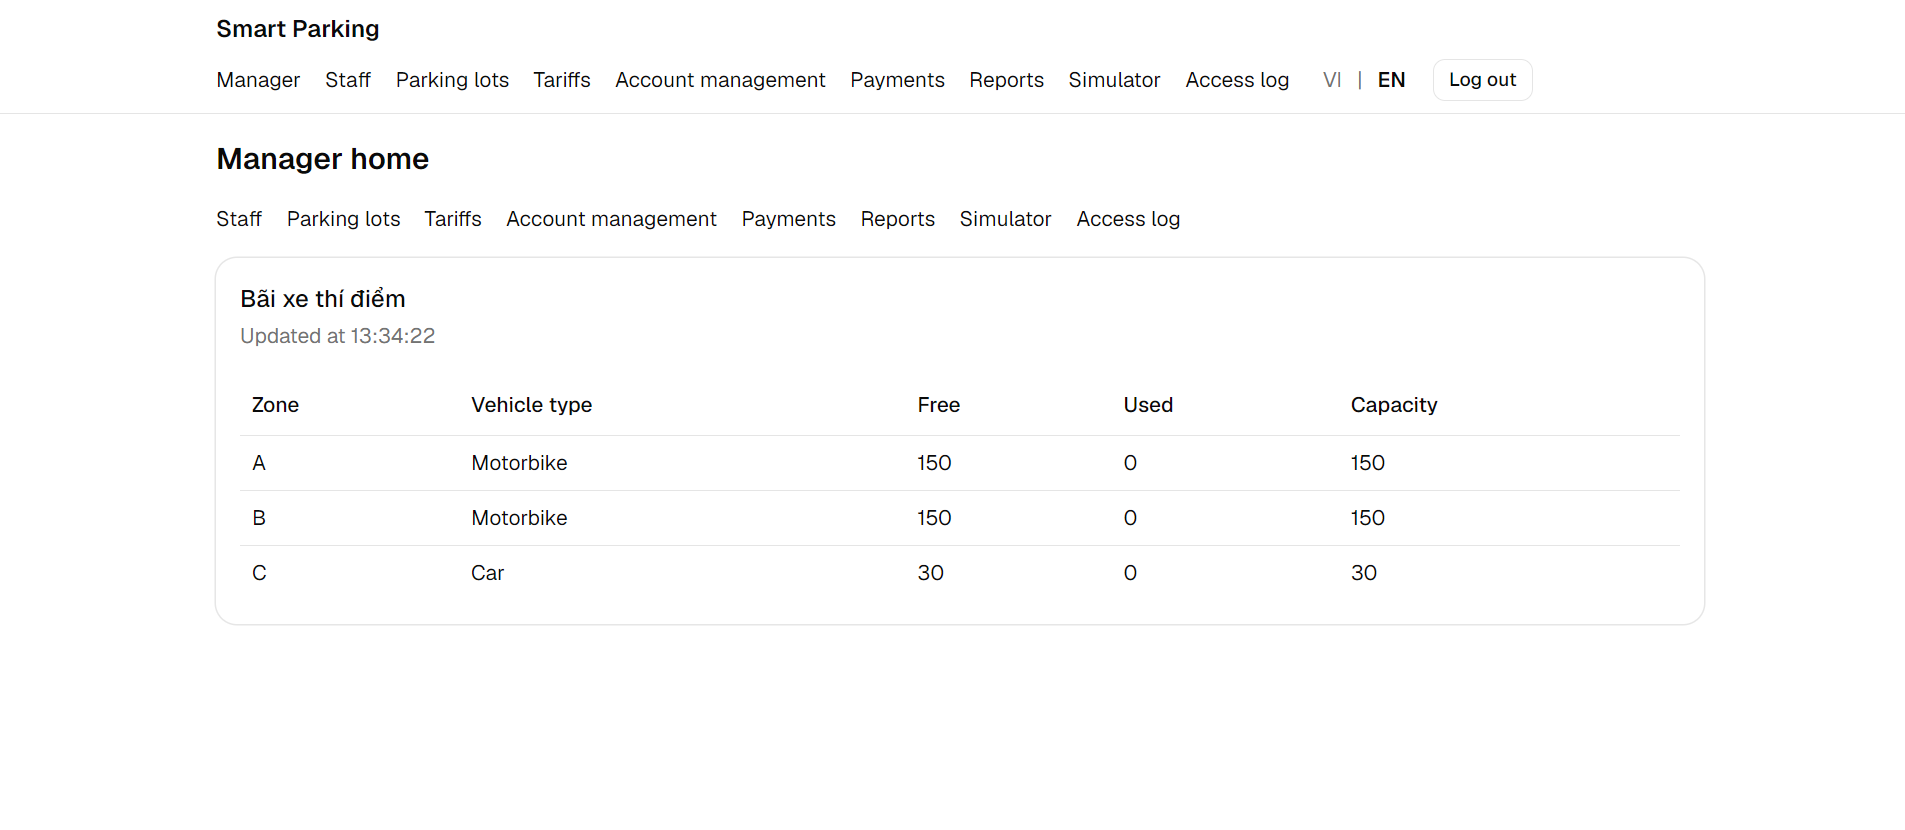 Smart Parking
Manager Staff Parking lots Tariffs Account management Payments Reports Simulator Access log VI | EN Log out
Manager home
Staff Parking lots Tariffs Account management Payments Reports Simulator Access log
Bãi xe thí điểm
Updated at 13:34:22
Zone Vehicle type Free Used Capacity
A Motorbike 150 0 150
B Motorbike 150 0 150
C Car 30 0 30